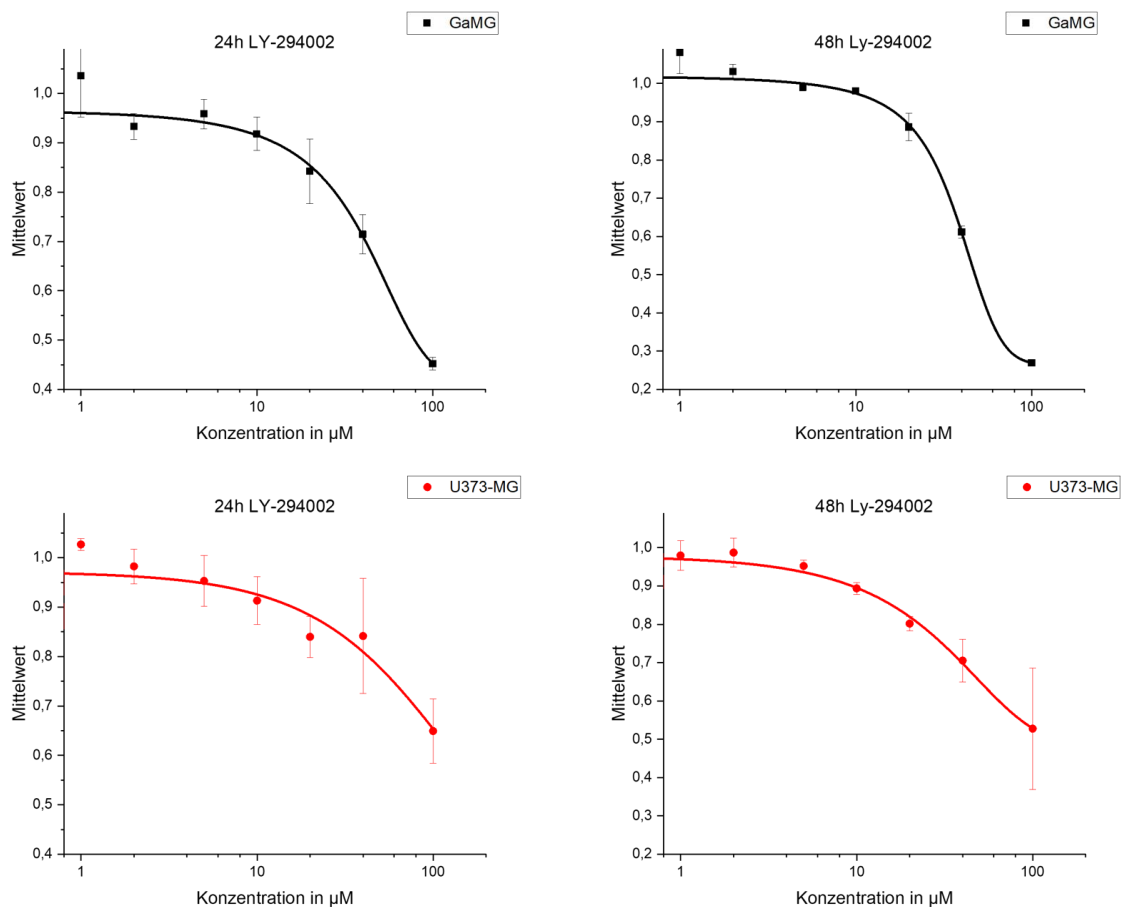 GaMG
24h LY-294002
1,0
0,9
0,8
0,7
0,6
0,5
0,4
Mittelwert
1
10
100
Konzentration in µM
GaMG
48h Ly-294002
1,0
0,9
0,8
0,7
0,6
0,5
0,4
0,3
0,2
Mittelwert
1
10
100
Konzentration in µM
U373-MG
24h LY-294002
1,0
0,9
0,8
0,7
0,6
0,5
0,4
Mittelwert
1
10
100
Konzentration in µM
U373-MG
48h Ly-294002
1,0
0,9
0,8
0,7
0,6
0,5
0,4
0,3
0,2
Mittelwert
1
10
100
Konzentration in µM